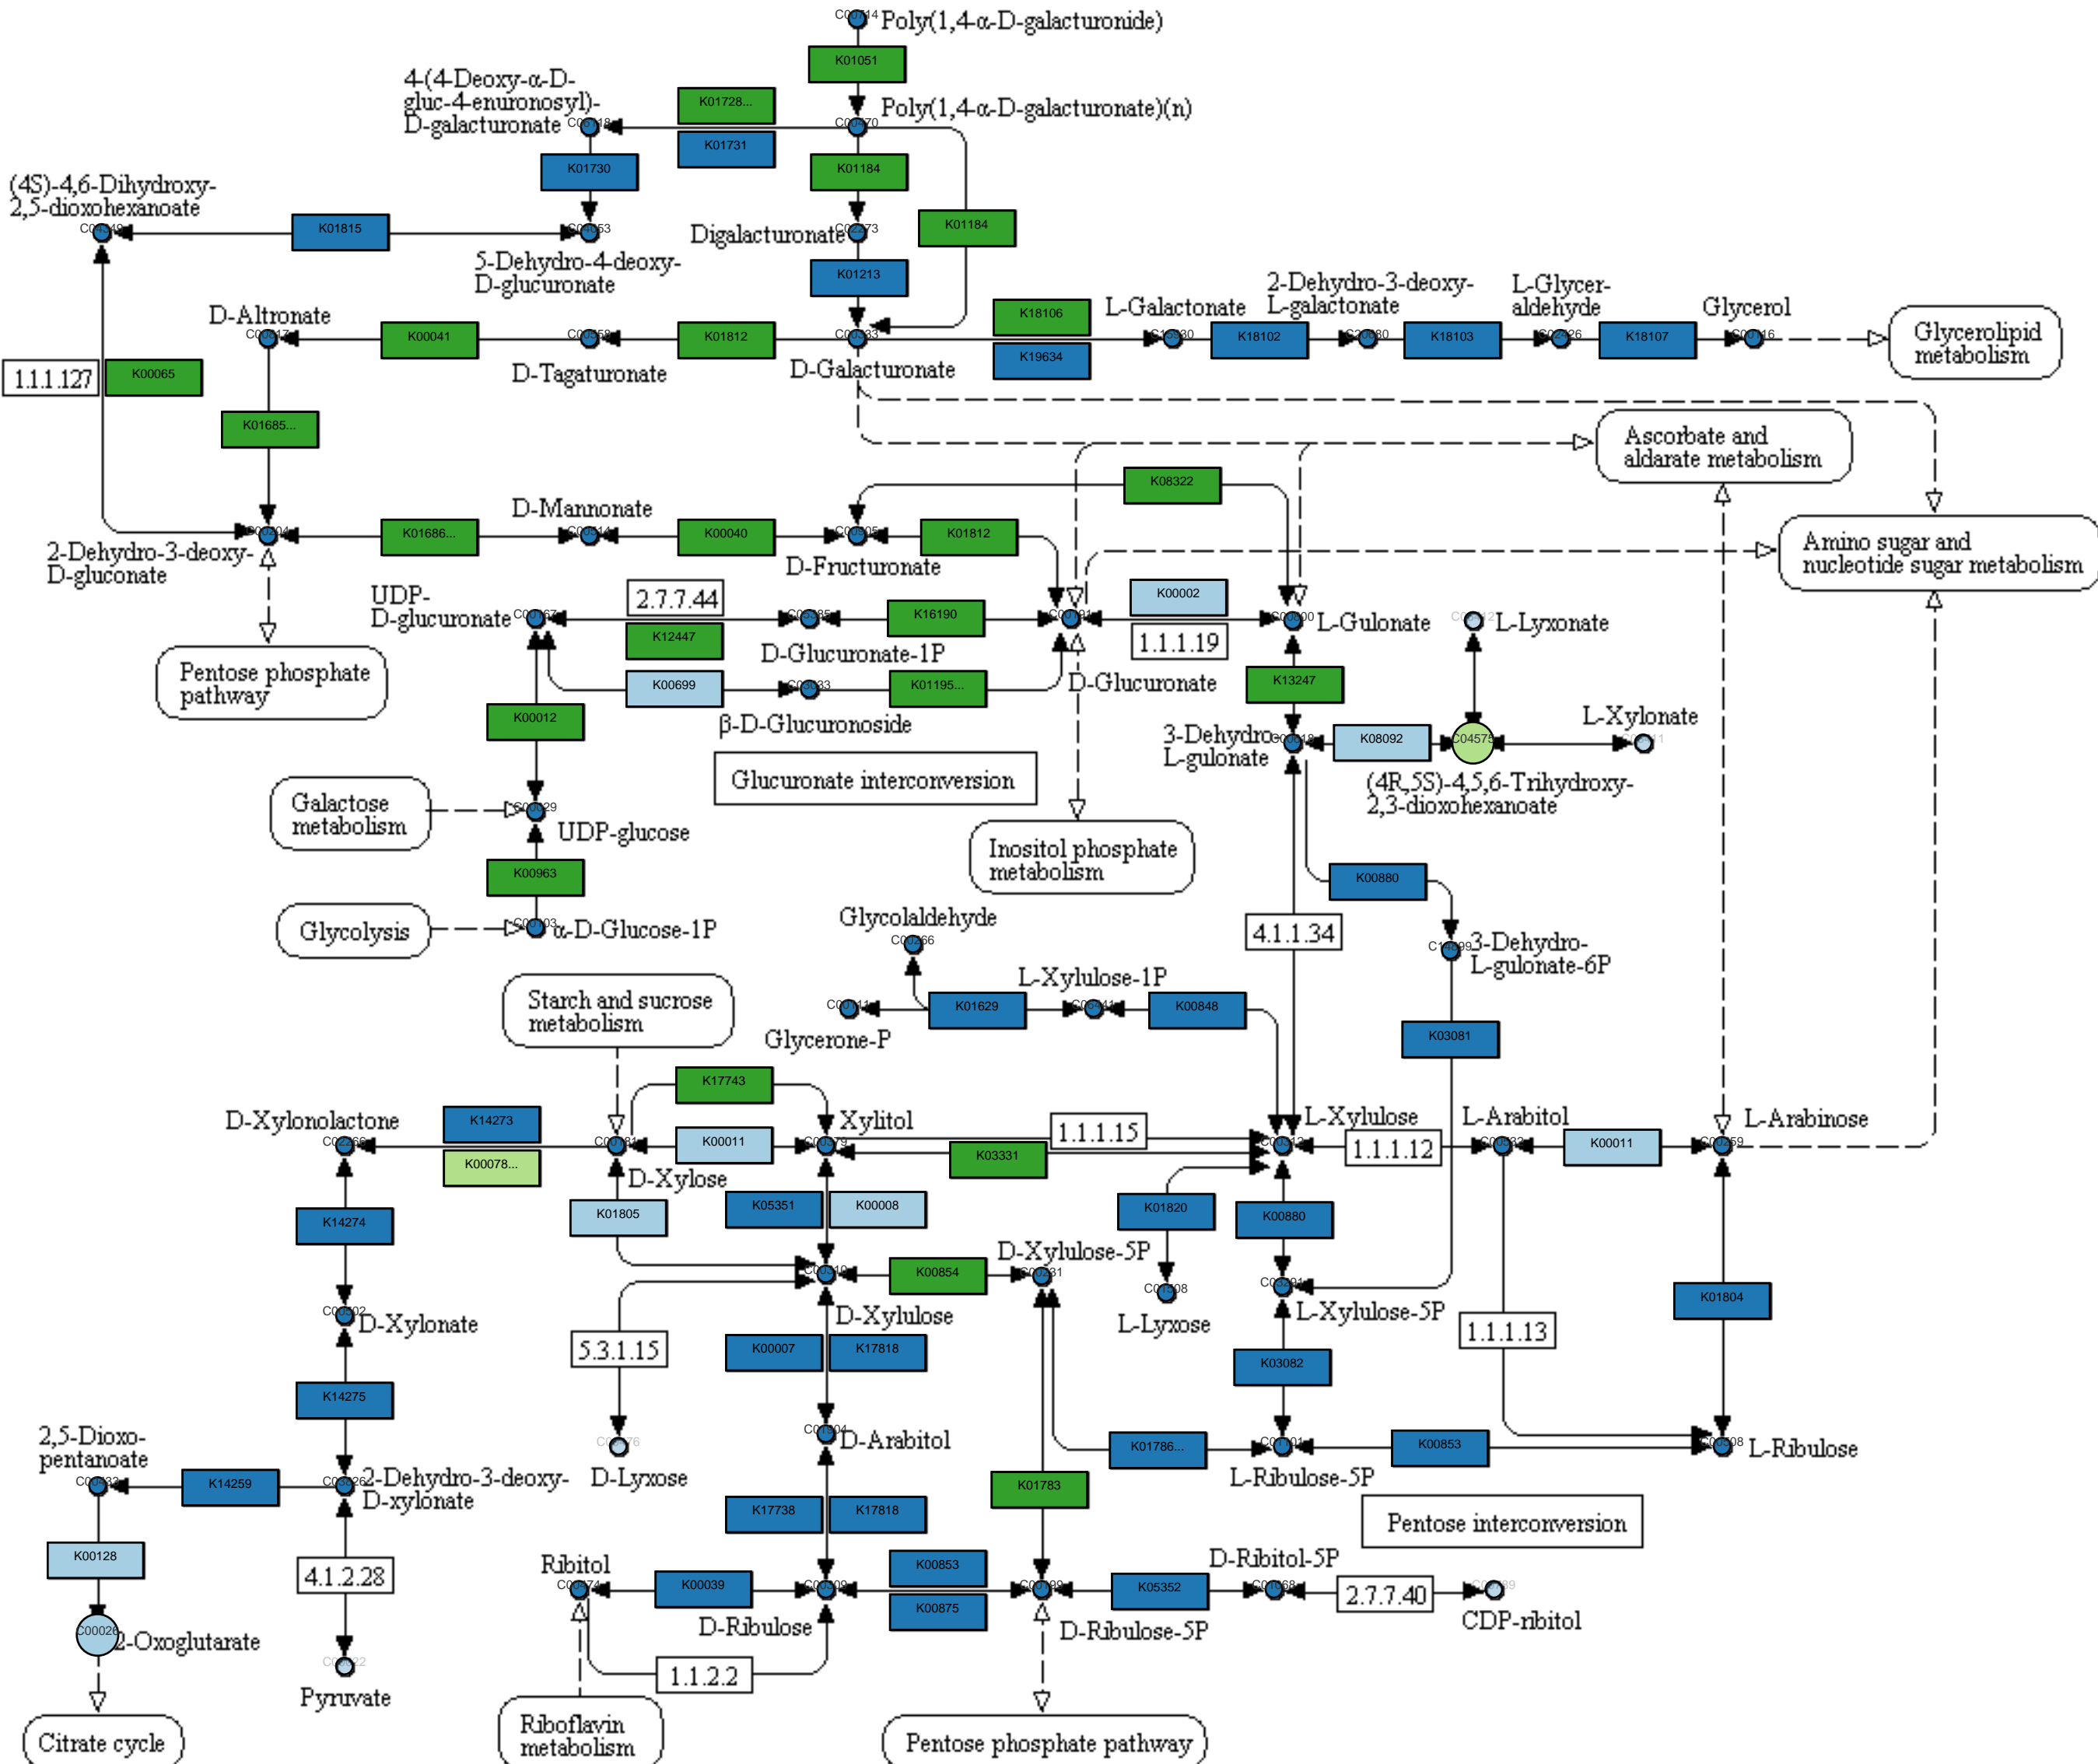 Poly(1,4-α-D-galacturonide)
K01051
4-(4-Deoxy-α-D-
gluc-4-enuronosyl)-
D-galacturonate
K01728...
Poly(1,4-α-D-galacturonate)(n)
K01731
K01730
K01184
(4S)-4,6-Dihydroxy-
2,5-dioxohexanoate
K01815
Digalacturonate
K01184
5-Dehydro-4-deoxy-
D-glucuronate
K01213
D-Altronate
K00041
D-Tagaturonate
K01812
D-Galacturonate
K18106
K19634
L-Galactonate
K18102
2-Dehydro-3-deoxy-
L-galactonate
K18103
L-Glycer-
aldehyde
K18107
Glycerol
Glycerolipid
metabolism
1.1.1.127
K00065
K01685...
Ascorbate and
aldarate metabolism
K08322
D-Mannonate
K01686...
K00040
K01812
2-Dehydro-3-deoxy-
D-gluconate
D-Fructuronate
Amino sugar and
nucleotide sugar metabolism
UDP-
D-glucuronate
2.7.7.44
K12447
K16190
K00002
1.1.1.19
L-Gulonate
L-Lyxonate
D-Glucuronate-1P
Pentose phosphate
pathway
K00699
K01195...
D-Glucuronate
K13247
β-D-Glucuronoside
K00012
3-Dehydro-
L-gulonate
K08092
C04575
L-Xylonate
Glucuronate interconversion
(4R,5S)-4,5,6-Trihydroxy-
2,3-dioxohexanoate
Galactose
metabolism
UDP-glucose
Inositol phosphate
metabolism
K00963
K00880
Glycolysis
α-D-Glucose-1P
Glycolaldehyde
4.1.1.34
3-Dehydro-
L-gulonate-6P
Starch and sucrose
metabolism
L-Xylulose-1P
K01629
K00848
Glycerone-P
K03081
K17743
D-Xylonolactone
K14273
K00078...
Xylitol
K00011
D-Xylose
1.1.1.15
K03331
L-Xylulose
1.1.1.12
L-Arabitol
K00011
L-Arabinose
K14274
K01805
K05351
K00008
K01820
K00880
K00854
D-Xylulose-5P
D-Xylulose
L-Lyxose
L-Xylulose-5P
K01804
D-Xylonate
5.3.1.15
K00007
K17818
1.1.1.13
K03082
K14275
2,5-Dioxo-
pentanoate
K14259
2-Dehydro-3-deoxy-
D-xylonate
D-Lyxose
D-Arabitol
K01786...
L-Ribulose-5P
K00853
L-Ribulose
K01783
K17738
K17818
Pentose interconversion
K00128
4.1.2.28
Ribitol
K00039
D-Ribulose
K00853
K00875
D-Ribulose-5P
K05352
D-Ribitol-5P
2.7.7.40
CDP-ribitol
C00026
2-Oxoglutarate
Pyruvate
1.1.2.2
Citrate cycle
Riboflavin
metabolism
Pentose phosphate pathway